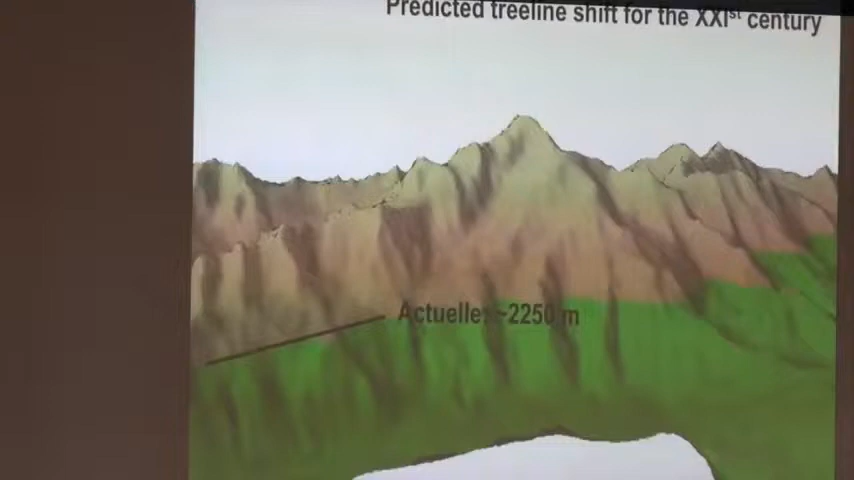 Predicted treeline shift for the XXIst century
Actuelle: ~2250 m